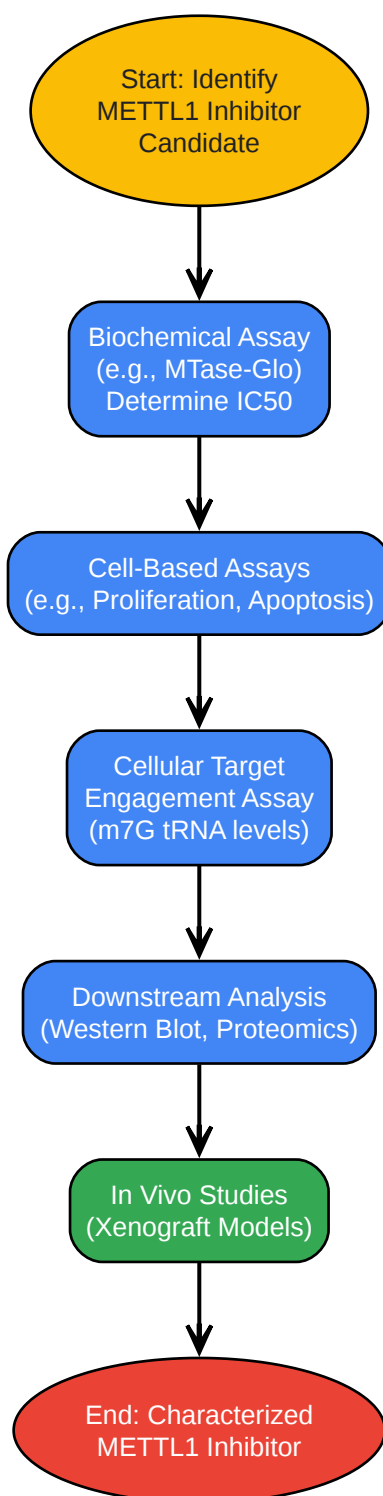 Start: Identify
METTL1 Inhibitor
Candidate
Biochemical Assay
(e.g., MTase-Glo)
Determine IC50
Cell-Based Assays
(e.g., Proliferation, Apoptosis)
Cellular Target
Engagement Assay
(m7G tRNA levels)
Downstream Analysis
(Western Blot, Proteomics)
In Vivo Studies
(Xenograft Models)
End: Characterized
METTL1 Inhibitor